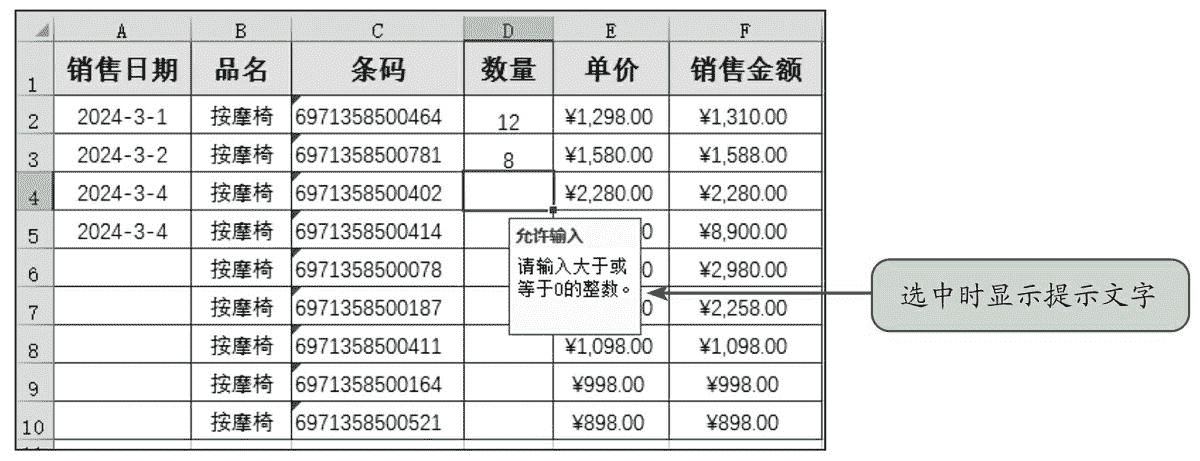 A B C D E F
1 销售日期 品名 条码 数量 单价 销售金额
2 2024-3-1 按摩椅 6971358500464 12 ¥1,298.00 ¥1,310.00
3 2024-3-2 按摩椅 6971358500781 8 ¥1,580.00 ¥1,588.00
4 2024-3-4 按摩椅 6971358500402 ¥2,280.00 ¥2,280.00
5 2024-3-4 按摩椅 6971358500414 0 ¥8,900.00
允许输入
6 按摩椅 6971358500078 0 ¥2,980.00
请输入大于或
等于0的整数。
选中时显示提示文字
7 按摩椅 6971358500187 0 ¥2,258.00
8 按摩椅 6971358500411 ¥1,098.00 ¥1,098.00
9 按摩椅 6971358500164 ¥998.00 ¥998.00
10 按摩椅 6971358500521 ¥898.00 ¥898.00